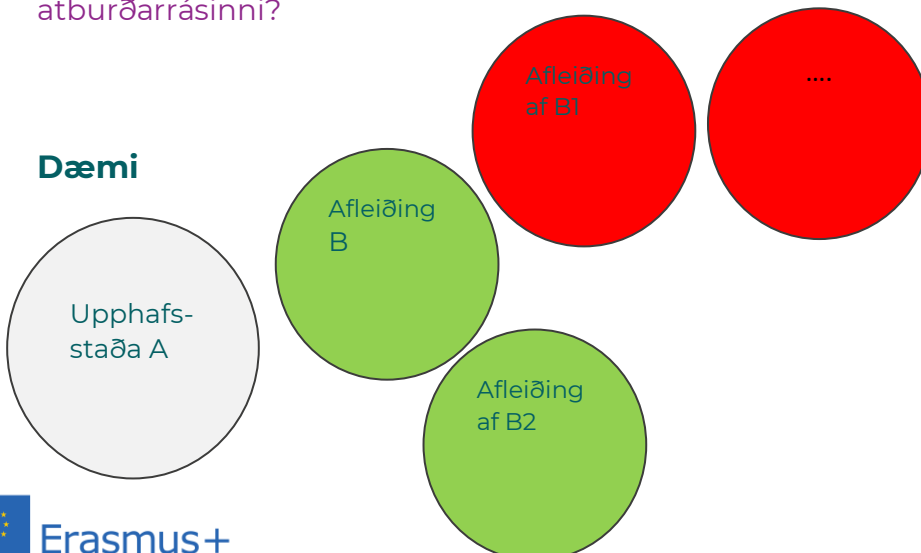 atburðarrásinni?
Afleiðing
af B1
....
Dæmi
Afleiðing
B
Upphafs-
staða A
Afleiðing
af B2
Erasmus+